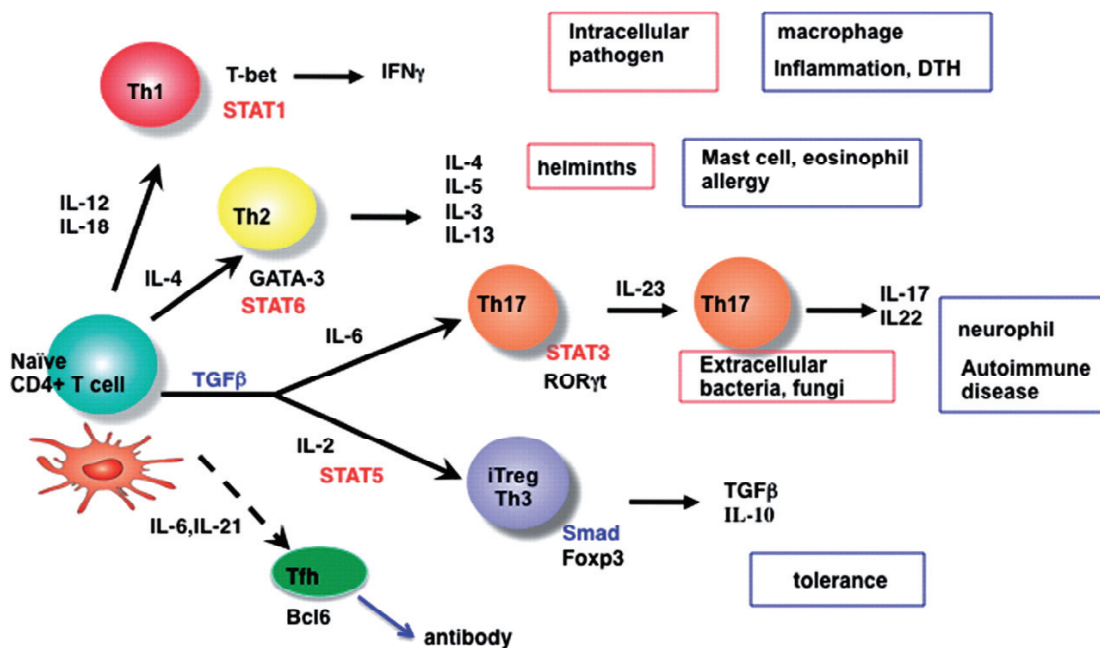 Intracellular
pathogen
macrophage
Inflammation, DTH
Th1
T-bet
IFNγ
STAT1
IL-12
IL-18
Th2
IL-4
IL-5
IL-3
IL-13
helminths
Mast cell, eosinophil
allergy
IL-4
GATA-3
STAT6
Naïve
CD4+ T cell
TGFβ
IL-6
Th17
STAT3
RORγt
IL-23
Th17
IL-17
IL22
Extracellular
bacteria, fungi
neurophil
Autoimmune
disease
IL-2
STAT5
iTreg
Th3
Smad
Foxp3
TGFβ
IL-10
tolerance
IL-6,IL-21
Tfh
Bcl6
antibody